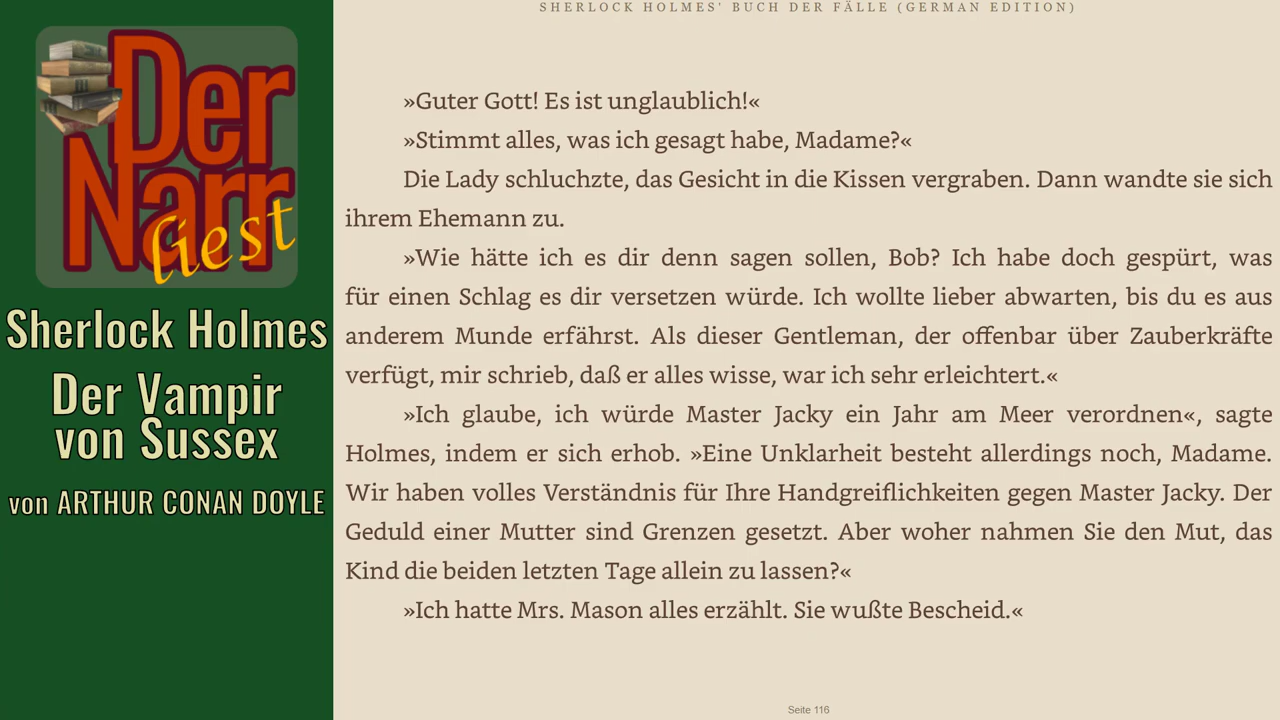 Der
Narr
liest
Sherlock Holmes
Der Vampir
von Sussex
von ARTHUR CONAN DOYLE
SHERLOCK HOLMES' BUCH DER FÄLLE (GERMAN EDITION)
»Guter Gott! Es ist unglaublich!«
»Stimmt alles, was ich gesagt habe, Madame?«
Die Lady schluchzte, das Gesicht in die Kissen vergraben. Dann wandte sie sich
ihrem Ehemann zu.
»Wie hätte ich es dir denn sagen sollen, Bob? Ich habe doch gespürt, was
für einen Schlag es dir versetzen würde. Ich wollte lieber abwarten, bis du es aus
anderem Munde erfährst. Als dieser Gentleman, der offenbar über Zauberkräfte
verfügt, mir schrieb, daß er alles wisse, war ich sehr erleichtert.«
»Ich glaube, ich würde Master Jacky ein Jahr am Meer verordnen«, sagte
Holmes, indem er sich erhob. »Eine Unklarheit besteht allerdings noch, Madame.
Wir haben volles Verständnis für Ihre Handgreiflichkeiten gegen Master Jacky. Der
Geduld einer Mutter sind Grenzen gesetzt. Aber woher nahmen Sie den Mut, das
Kind die beiden letzten Tage allein zu lassen?«
»Ich hatte Mrs. Mason alles erzählt. Sie wußte Bescheid.«
Seite 116